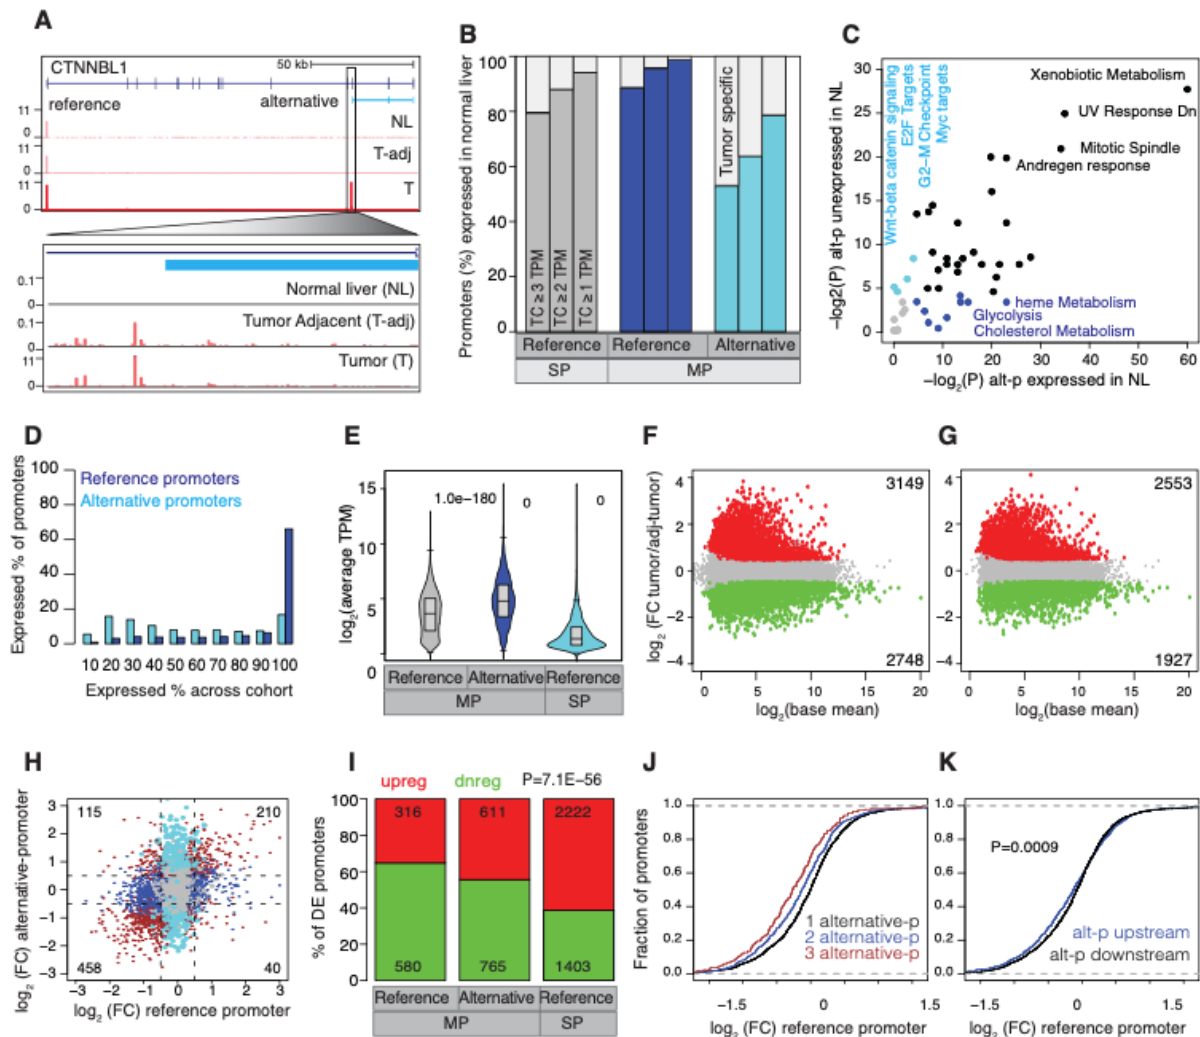 A
CTNNBL1
50 kb
reference
alternative
11
0
NL
11
0
T-adj
11
0
T
0.1
0
Normal liver (NL)
0.1
0
Tumor Adjacent (T-adj)
11
0
Tumor (T)
B
Promoters (%) expressed in normal liver
100
80
60
40
20
0
TC ≥ 3 TPM
TC ≥ 2 TPM
TC ≥ 1 TPM
Tumor specific
Reference
Reference
Alternative
SP
MP
C
−log2(P) alt-p unexpressed in NL
30
25
20
15
10
5
0
Wnt-beta catenin signaling
E2F Targets
G2−M Checkpoint
Myc targets
Xenobiotic Metabolism
UV Response Dn
Mitotic Spindle
Andregen response
heme Metabolism
Glycolysis
Cholesterol Metabolism
0 10 20 30 40 50 60
−log2(P) alt-p expressed in NL
D
Expressed % of promoters
100
80
60
40
20
0
Reference promoters
Alternative promoters
10 20 30 40 50 60 70 80 90 100
Expressed % across cohort
E
log2(average TPM)
15
10
5
0
1.0e−180
0
0
Reference
Alternative
Reference
MP
SP
F
log2 (FC tumor/adj-tumor)
4
2
0
−2
−4
3149
2748
0 5 10 15 20
log2(base mean)
G
4
2
0
−2
−4
2553
1927
0 5 10 15 20
log2(base mean)
H
log2 (FC) alternative-promoter
3
2
1
0
−1
−2
−3
115
210
458
40
−3 −2 −1 0 1 2 3
log2 (FC) reference promoter
I
upreg
dnreg
P=7.1E−56
% of DE promoters
100
80
60
40
20
0
316
611
2222
580
765
1403
Reference
Alternative
Reference
MP
SP
J
Fraction of promoters
1.0
0.8
0.6
0.4
0.2
0.0
1 alternative-p
2 alternative-p
3 alternative-p
−1.5 0 1.5
log2 (FC) reference promoter
K
1.0
0.8
0.6
0.4
0.2
0.0
P=0.0009
alt-p upstream
alt-p downstream
−1.5 0 1.5
log2 (FC) reference promoter